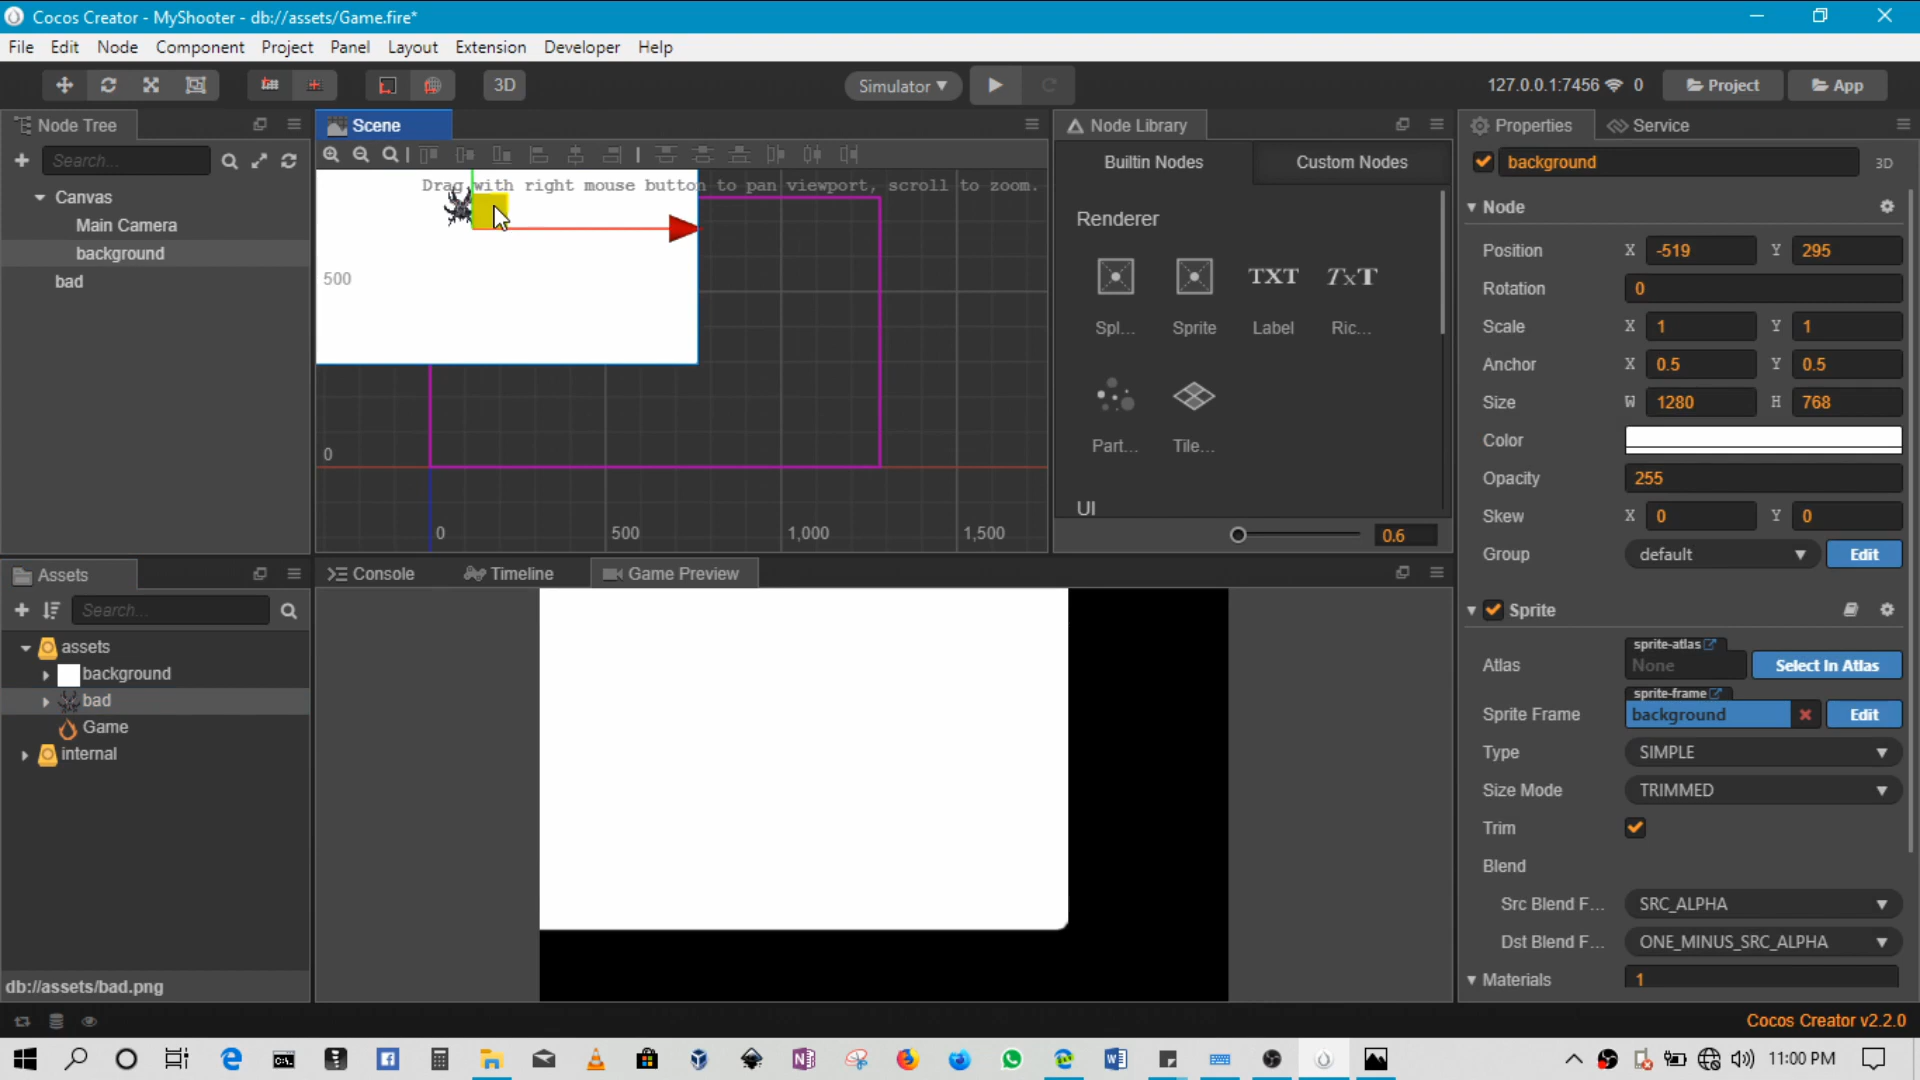 Cocos Creator - MyShooter - db://assets/Game.fire*
File Edit Node Component Project Panel Layout Extension Developer Help
3D Simulator 127.0.0.1:7456 0 Project App
Node Tree
Search...
Canvas
Main Camera
background
bad
Scene
Drag with right mouse button to pan viewport, scroll to zoom.
500
0
0 500 1,000 1,500
Node Library
Builtin Nodes Custom Nodes
Renderer
TXT TxT
Spl... Sprite Label Ric...
Part... Tile...
UI
0.6
Properties Service
background 3D
Node
Position X -519 Y 295
Rotation 0
Scale X 1 Y 1
Anchor X 0.5 Y 0.5
Size W 1280 H 768
Color
Opacity 255
Skew X 0 Y 0
Group default Edit
Sprite
sprite-atlas
Atlas None Select In Atlas
sprite-frame
Sprite Frame background Edit
Type SIMPLE
Size Mode TRIMMED
Trim
Blend
Src Blend F... SRC_ALPHA
Dst Blend F... ONE_MINUS_SRC_ALPHA
Materials 1
Assets
Search...
assets
background
bad
Game
internal
db://assets/bad.png
Console Timeline Game Preview
Cocos Creator v2.2.0
11:00 PM